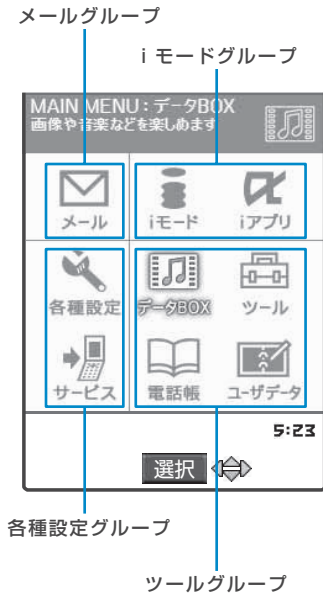 メールグループ
iモードグループ
MAIN MENU：データBOX
画像や音楽などを楽しめます
メール
iモード
iアプリ
各種設定
データBOX
ツール
サービス
電話帳
ユーザデータ
5:23
選択
各種設定グループ
ツールグループ